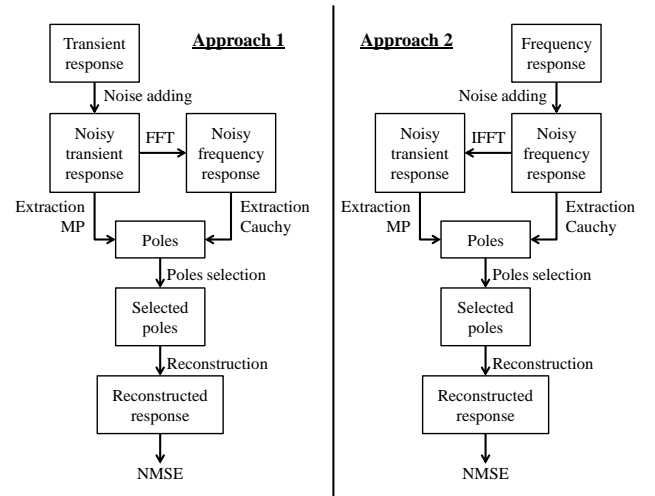 Approach 1
Transient
response
Noise adding
Noisy
transient
response
FFT
Noisy
frequency
response
Extraction
MP
Extraction
Cauchy
Poles
Poles selection
Selected
poles
Reconstruction
Reconstructed
response
NMSE
Approach 2
Frequency
response
Noise adding
Noisy
transient
response
IFFT
Noisy
frequency
response
Extraction
MP
Extraction
Cauchy
Poles
Poles selection
Selected
poles
Reconstruction
Reconstructed
response
NMSE